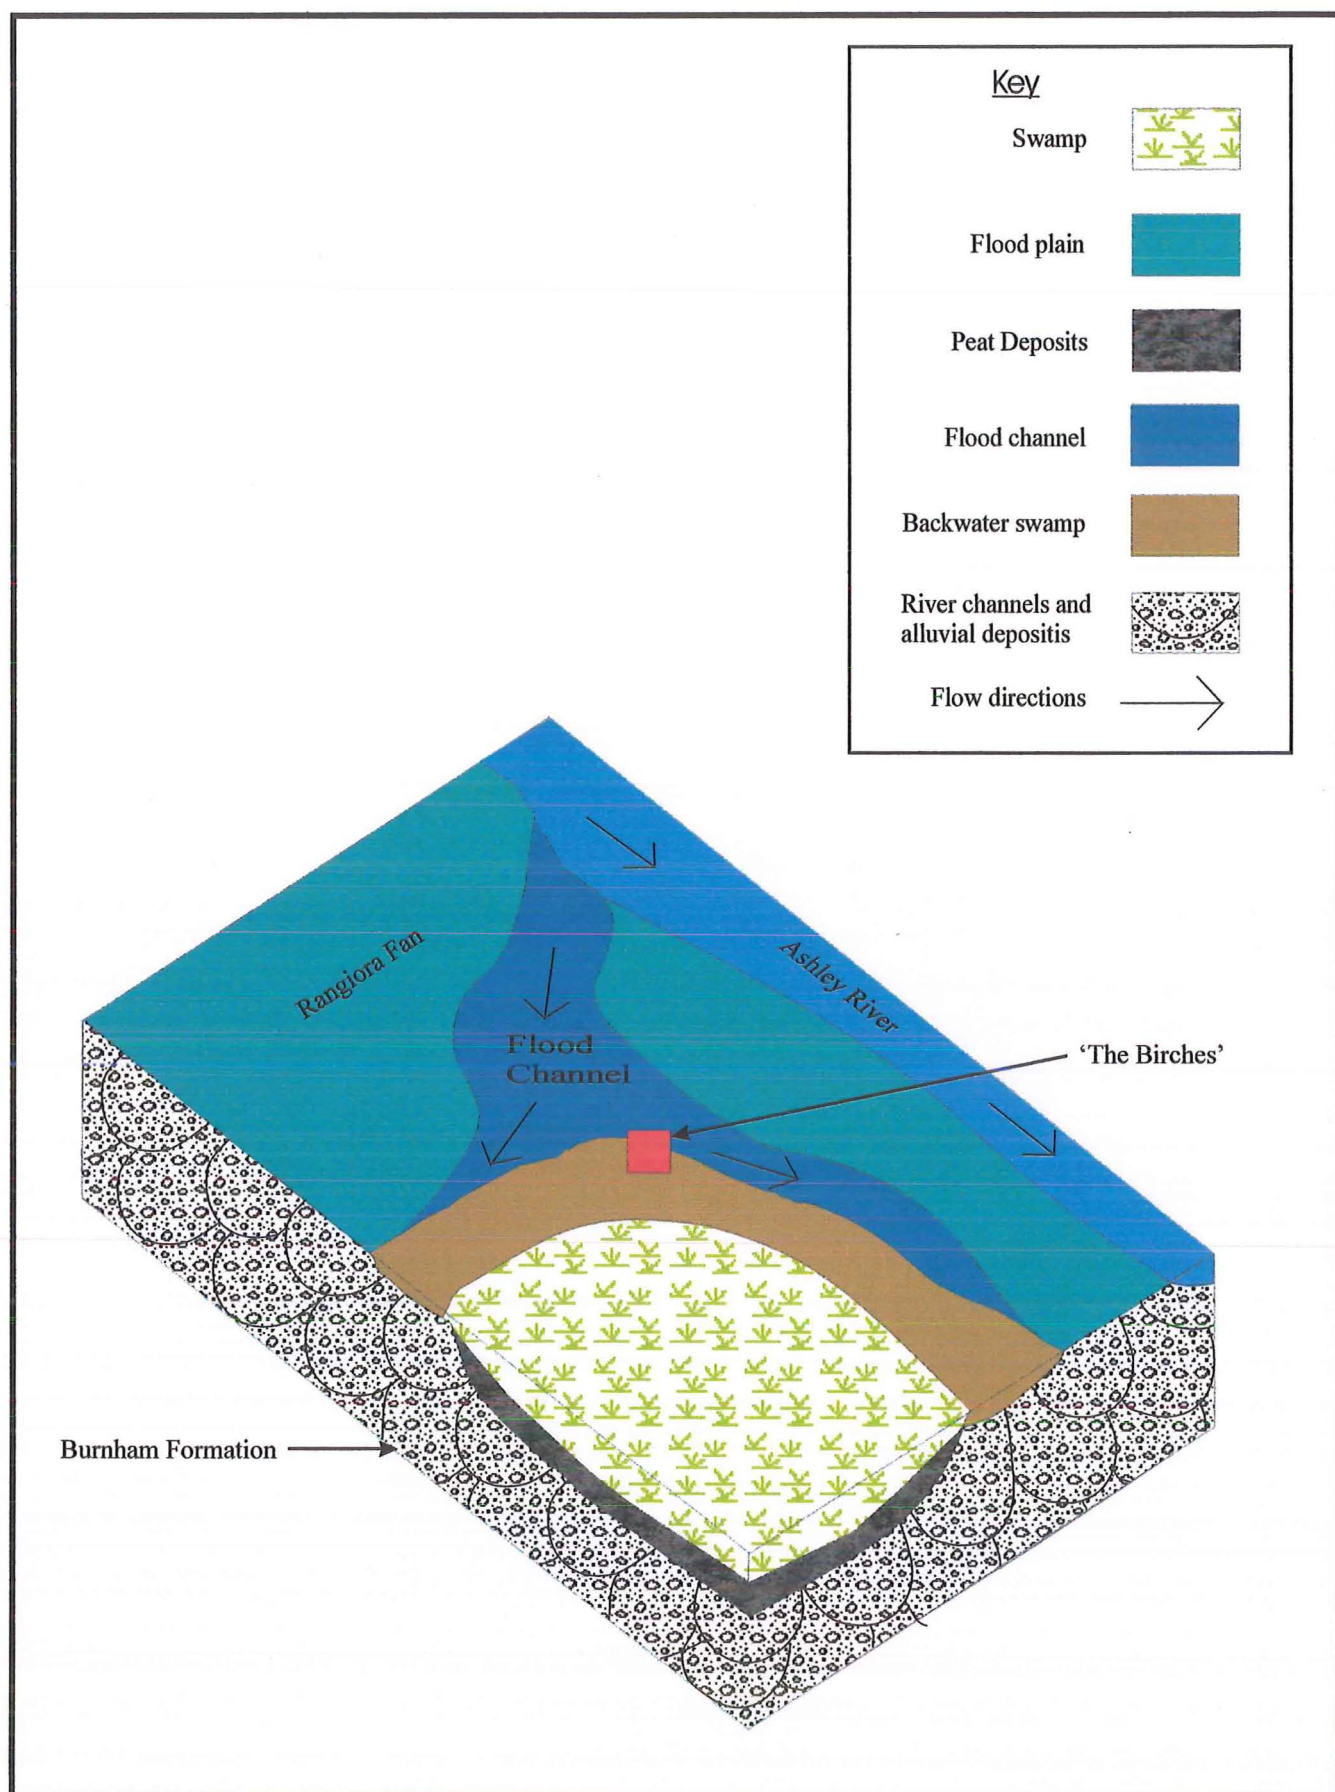 Key
Swamp
Flood plain
Peat Deposits
Flood channel
Backwater swamp
River channels and
alluvial depositis
Flow directions
Rangiora Fan
Ashley River
Flood
Channel
‘The Birches’
Burnham Formation